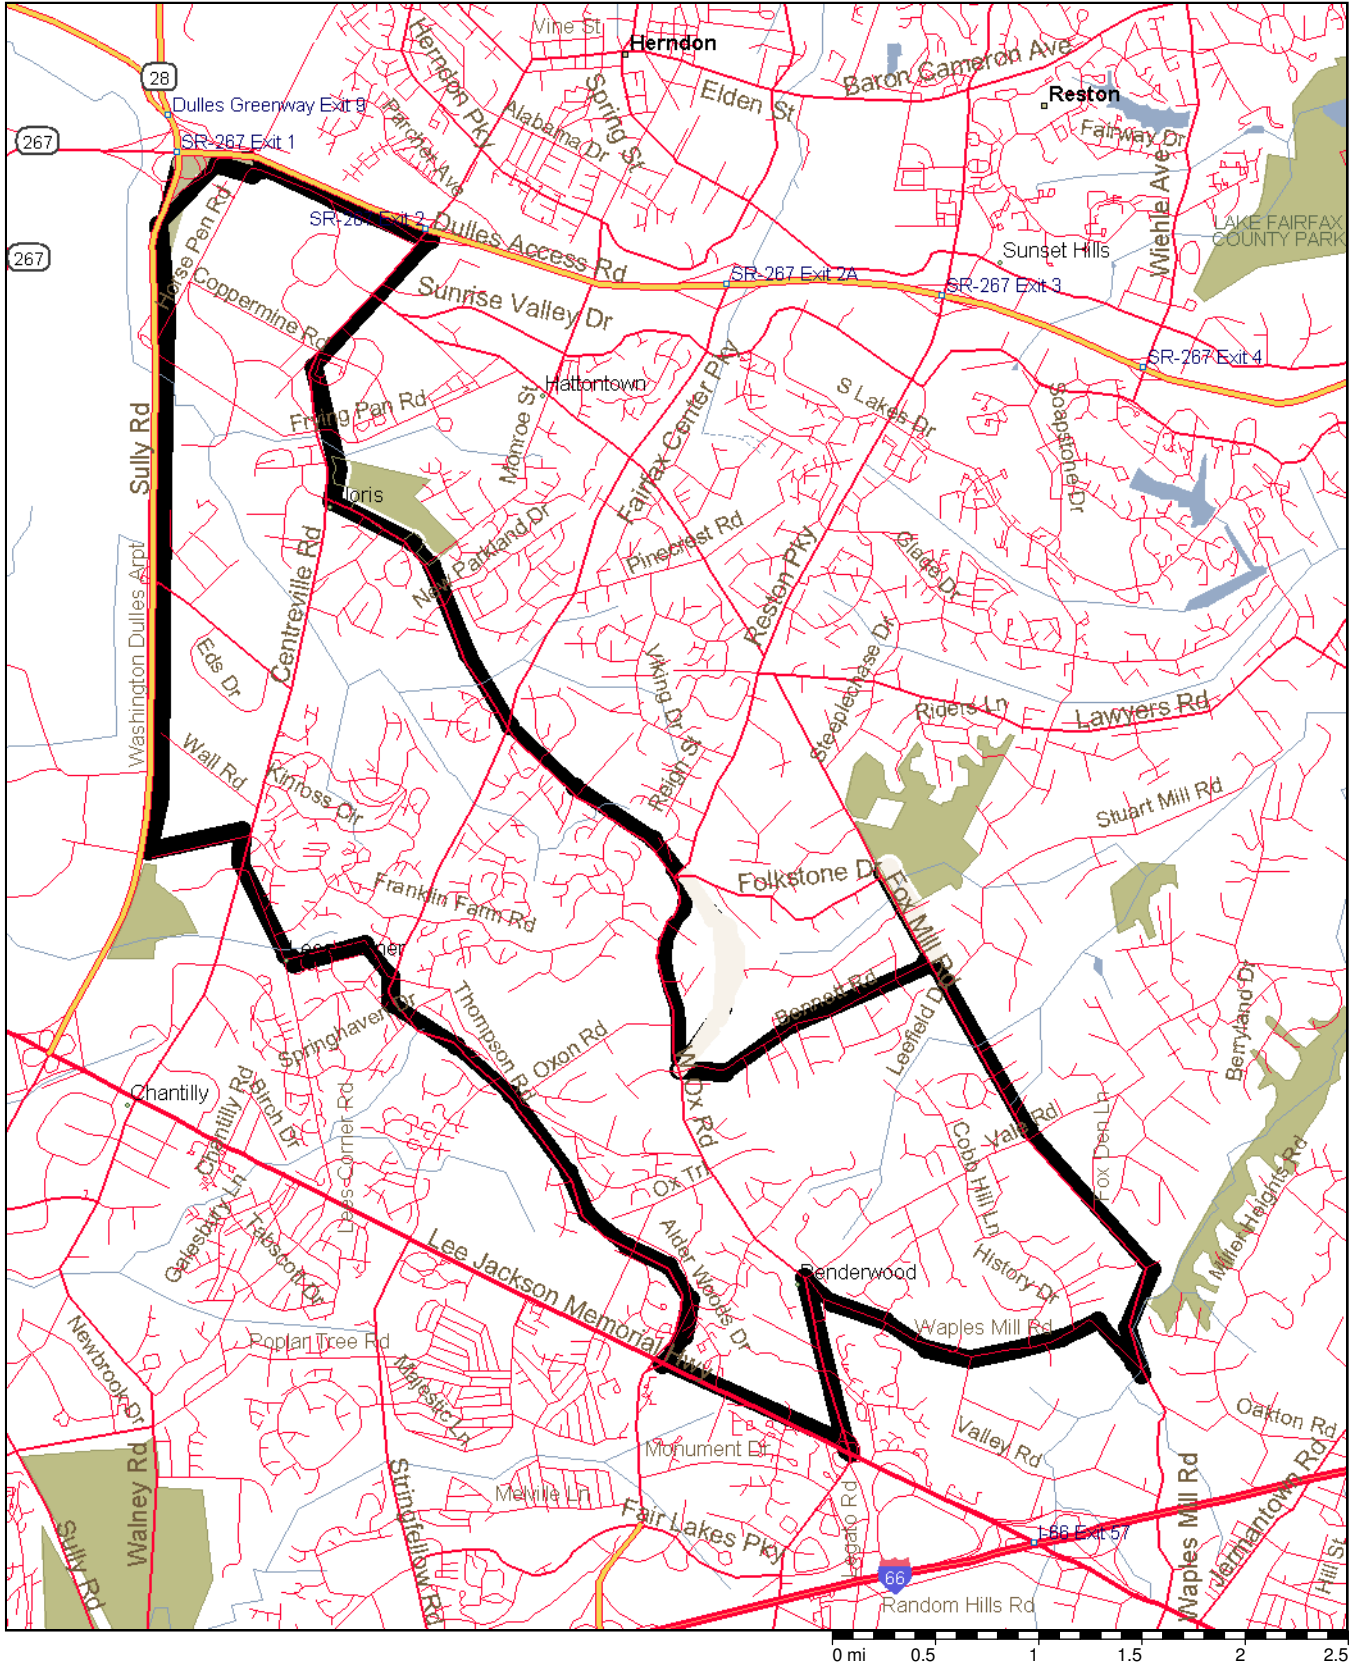 Vine St
Herndon
28
Herndon Pky
Spring St
Elden St
Baron Cameron Ave
Reston
Dulles Greenway Exit 9
Parcher Ave
Alabama Dr
Fairway Dr
267
SR-267 Exit 1
Wiehle Ave
LAKE FAIRFAX
COUNTY PARK
Horse Pen Rd
SR-267 Exit 2
Dulles Access Rd
Sunset Hills
267
SR-267 Exit 2A
SR-267 Exit 3
Coppermine Rd
Sunrise Valley Dr
SR-267 Exit 4
Hattontown
Frying Pan Rd
Monroe St
Fairfax Center Pky
S Lakes Dr
Soapstone Dr
Sully Rd
Floris
New Parkland Dr
Pinecrest Rd
Reston Pky
Glade Dr
Washington Dulles Arpt
Centreville Rd
Eds Dr
Viking Dr
Steeplechase Dr
Riders Ln
Lawyers Rd
Wall Rd
Kinross Cir
Reign St
Stuart Mill Rd
Franklin Farm Rd
Folkstone Dr
Fox Mill Rd
Lees Corner
Thompson Rd
Springhaven Dr
Oxon Rd
Bennett Rd
Leefield Dr
Berryland Dr
Chantilly
Chantilly Rd
Birch Dr
Lees Corner Rd
W Ox Rd
Vale Rd
Fox Den Ln
Cobb Hill Ln
Ox Trl
Galesbury Ln
Tabscott Dr
Lee Jackson Memorial Hwy
Alder Woods Dr
Penderwood
History Dr
Miller Heights Rd
Newbrook Dr
Poplar Tree Rd
Majestic Ln
Waples Mill Rd
Monument Dr
Valley Rd
Oakton Rd
Walney Rd
Stringfellow Rd
Melville Ln
Fair Lakes Pky
Legato Rd
I-66 Exit 57
Waples Mill Rd
Jermantown Rd
Hill St
Sully Rd
66
Random Hills Rd
0 mi 0.5 1 1.5 2 2.5